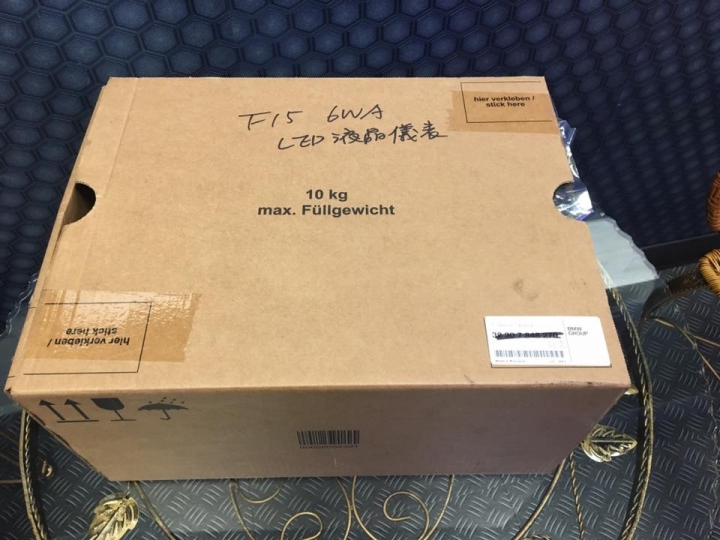 F15 6WA
LED 液晶儀表
hier verkleben /
stick here
10 kg
max. Füllgewicht
hier verkleben /
stick here
BMW
GROUP